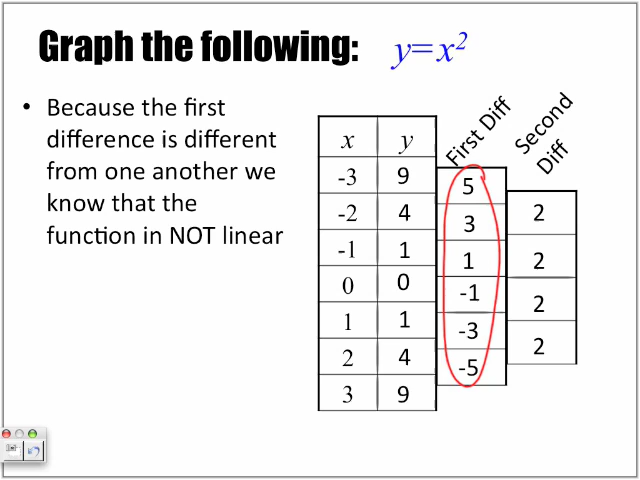 Graph the following: y=x²
• Because the first
difference is different
from one another we
know that the
function in NOT linear
First Diff
Second
Diff
x y
-3 9
5
-2 4 2
3
-1 1 2
1
0 0
-1 2
1 1
-3 2
2 4
-5
3 9